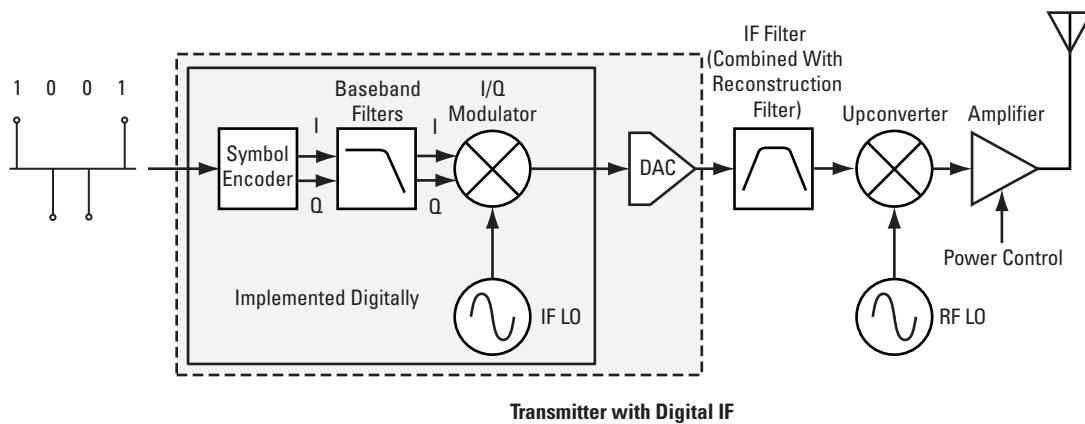 IF Filter
(Combined With
Reconstruction
Filter)
1 0 0 1
Baseband
Filters
I/Q
Modulator
Upconverter
Amplifier
I
I
Symbol
Encoder
DAC
Q
Q
Power Control
Implemented Digitally
IF LO
RF LO
Transmitter with Digital IF